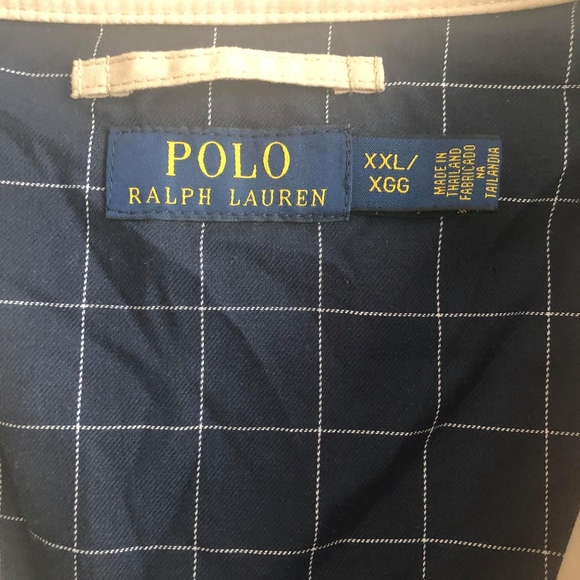 POLO
RALPH LAUREN
XXL/
XGG
MADE IN
THAILAND
FABRICADO
NA
TAILANDIA